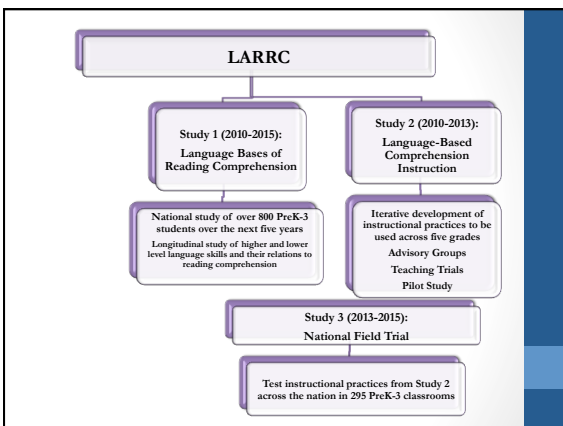 LARRC
Study 1 (2010-2015):
Language Bases of
Reading Comprehension
National study of over 800 PreK-3
students over the next five years
Longitudinal study of higher and lower
level language skills and their relations to
reading comprehension
Study 2 (2010-2013):
Language-Based
Comprehension
Instruction
Iterative development of
instructional practices to be
used across five grades
Advisory Groups
Teaching Trials
Pilot Study
Study 3 (2013-2015):
National Field Trial
Test instructional practices from Study 2
across the nation in 295 PreK-3 classrooms